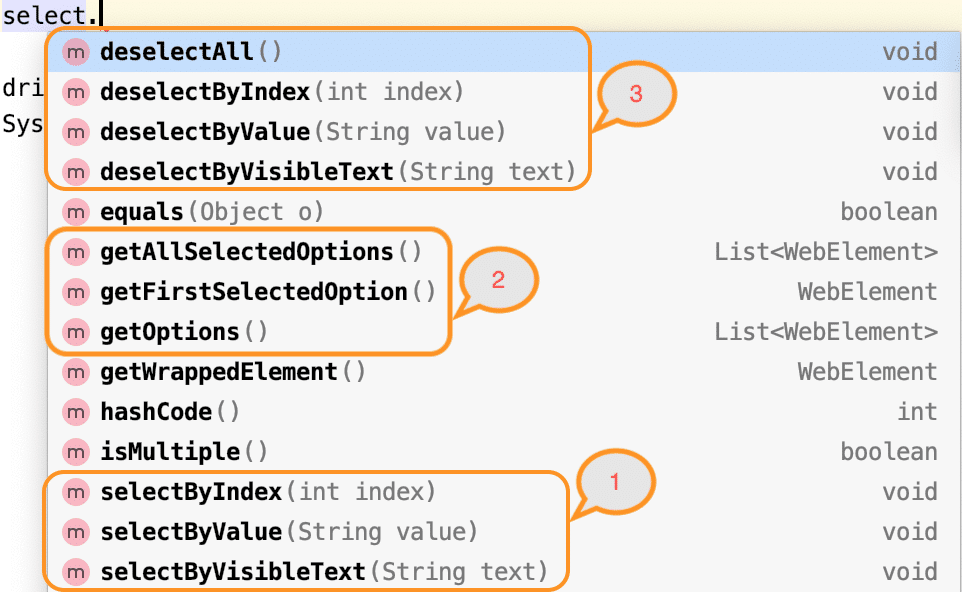 select.
m deselectAll() void
dri m deselectByIndex(int index) void 3
Sys m deselectByValue(String value) void
m deselectByVisibleText(String text) void
m equals(Object o) boolean
m getAllSelectedOptions() List<WebElement>
m getFirstSelectedOption() WebElement 2
m getOptions() List<WebElement>
m getWrappedElement() WebElement
m hashCode() int
m isMultiple() boolean
m selectByIndex(int index) void 1
m selectByValue(String value) void
m selectByVisibleText(String text) void